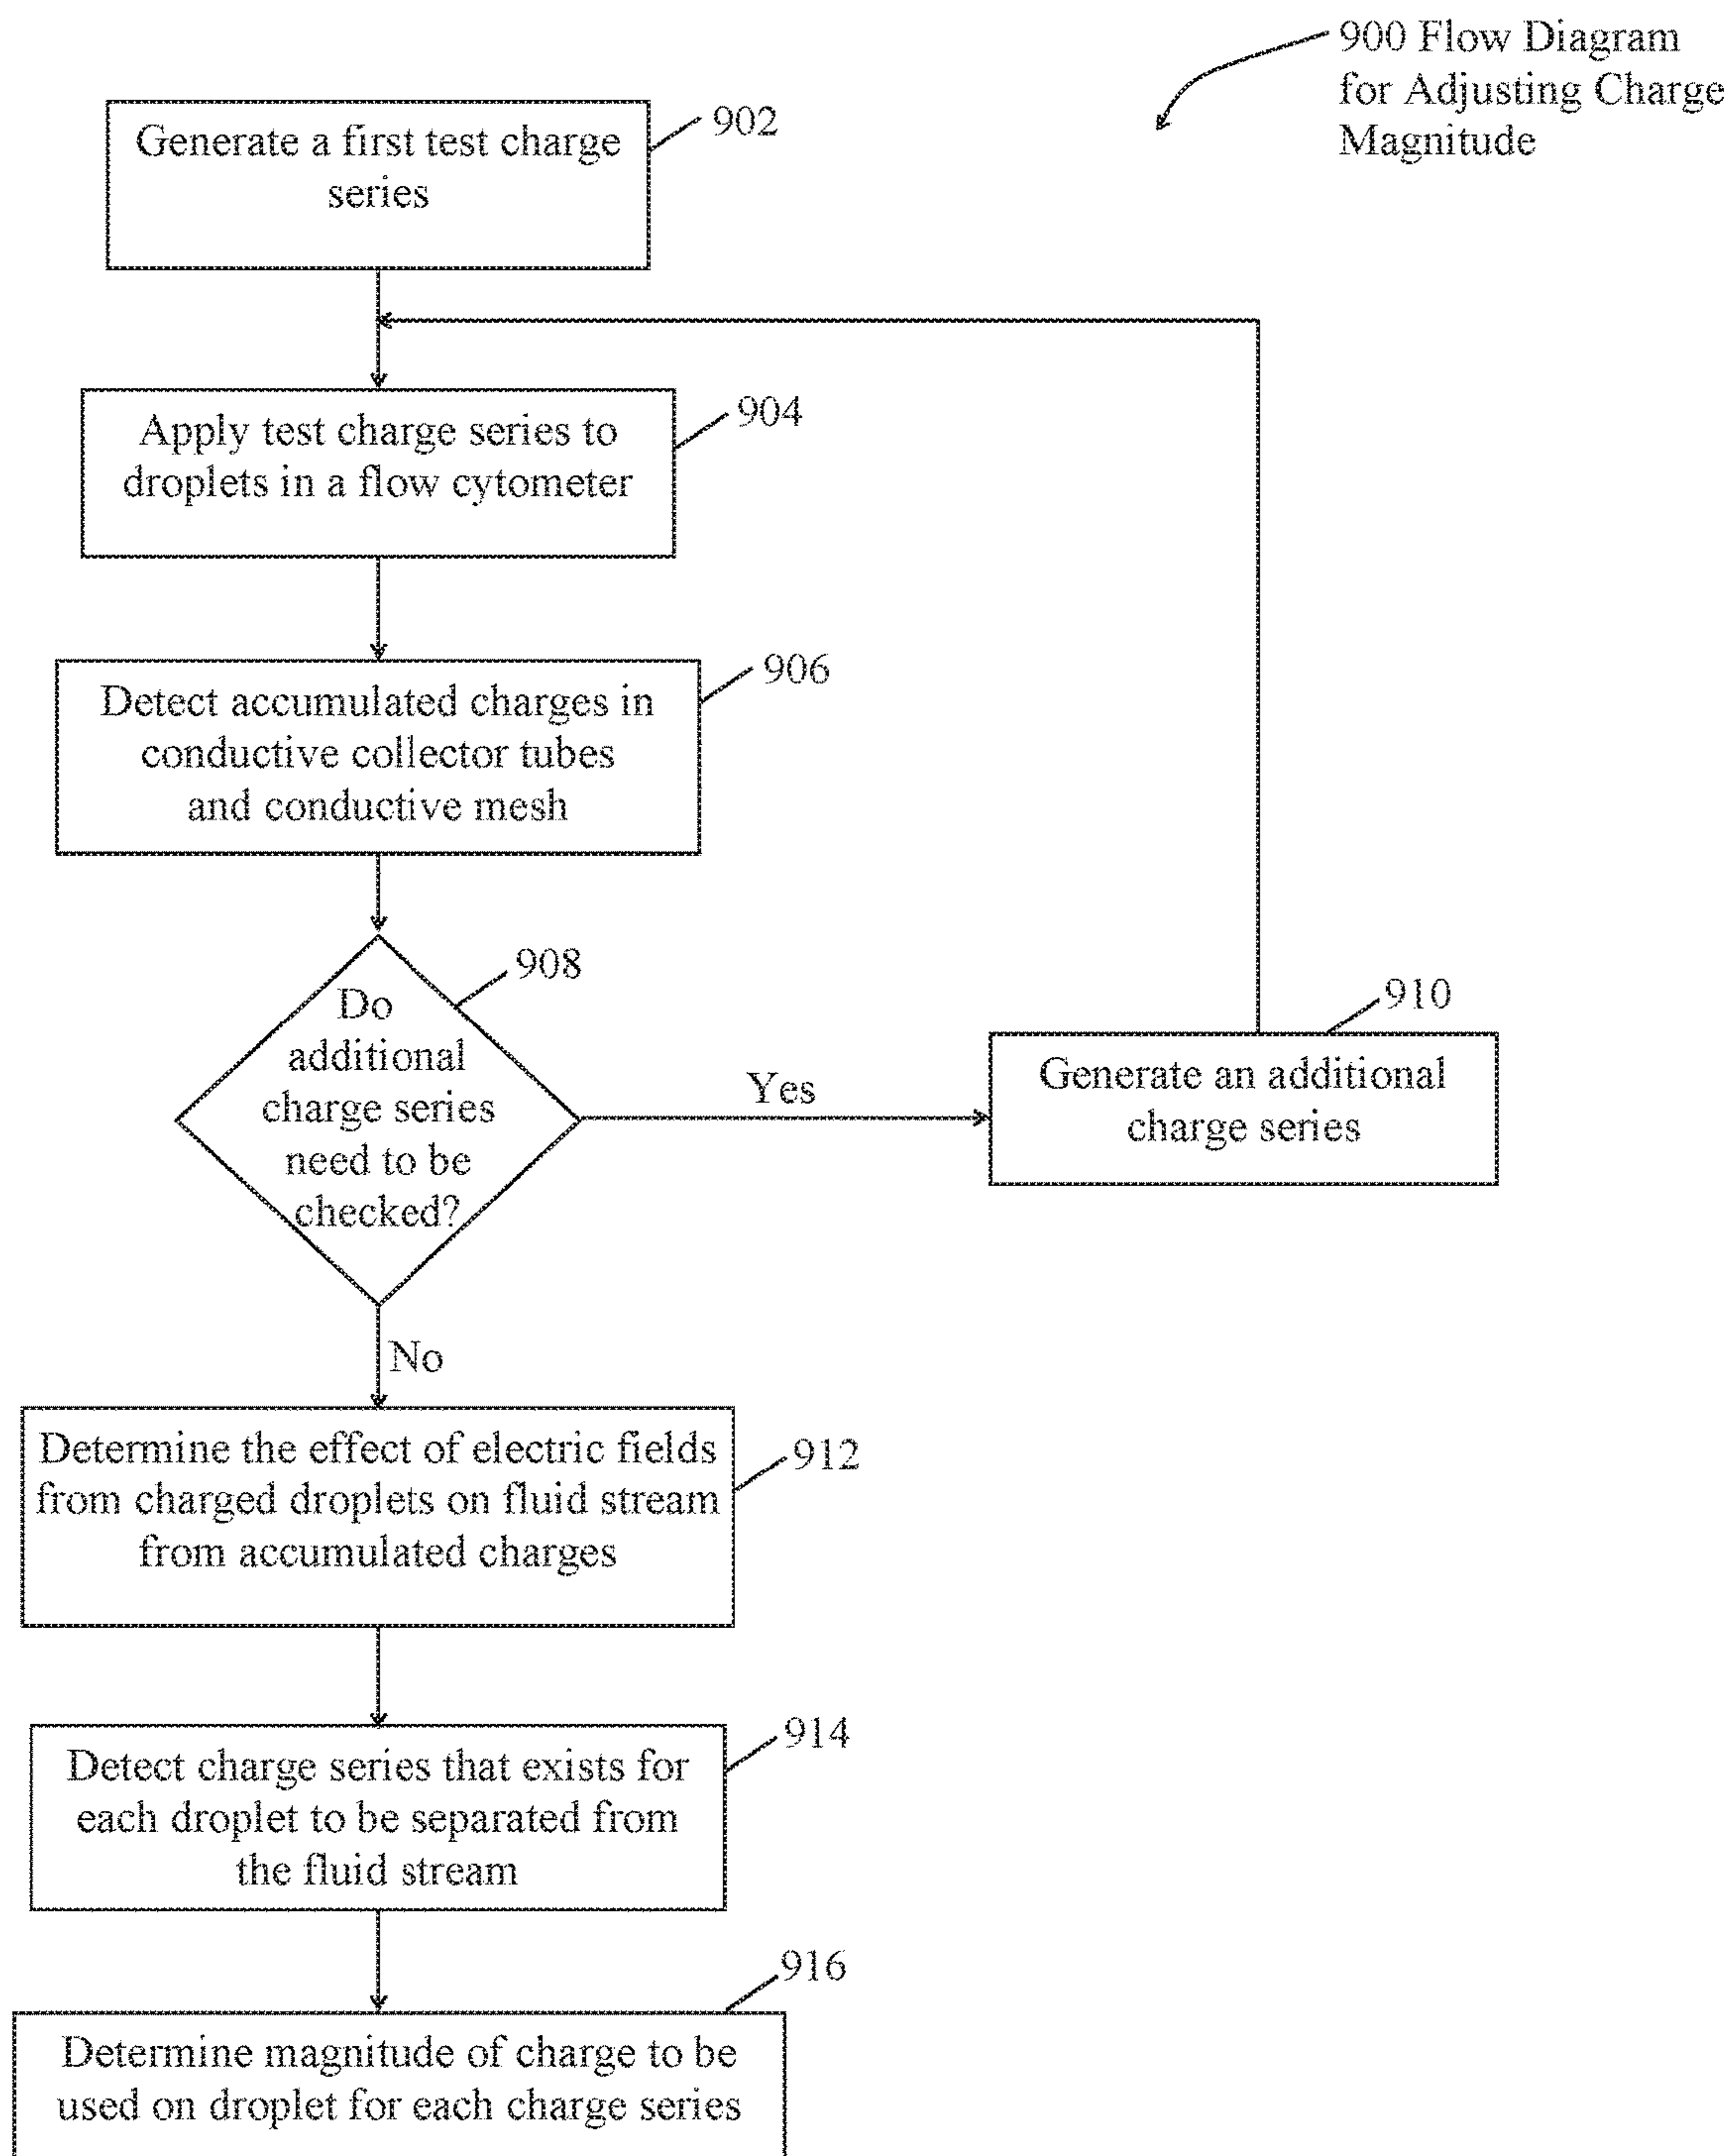 900 Flow Diagram
for Adjusting Charge
Magnitude
902
Generate a first test charge
series
904
Apply test charge series to
droplets in a flow cytometer
906
Detect accumulated charges in
conductive collector tubes
and conductive mesh
908
Do
additional
charge series
need to be
checked?
Yes
910
Generate an additional
charge series
No
912
Determine the effect of electric fields
from charged droplets on fluid stream
from accumulated charges
914
Detect charge series that exists for
each droplet to be separated from
the fluid stream
916
Determine magnitude of charge to be
used on droplet for each charge series